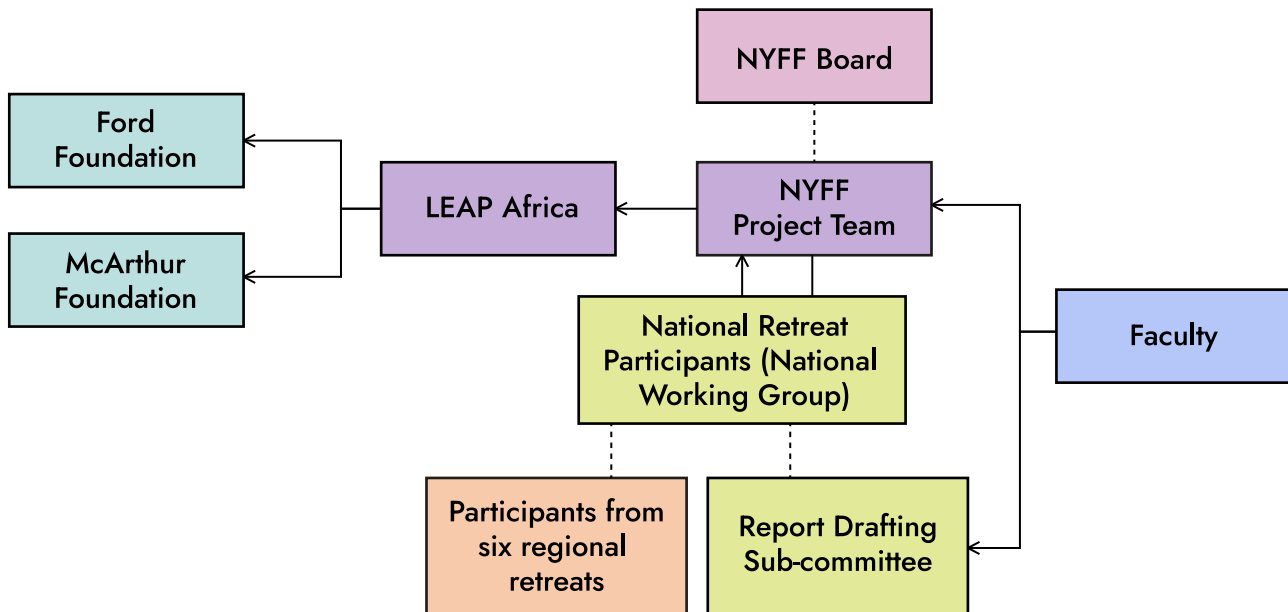 NYFF Board
Ford
Foundation
LEAP Africa
NYFF
Project Team
McArthur
Foundation
National Retreat
Participants (National
Working Group)
Faculty
Participants from
six regional
retreats
Report Drafting
Sub-committee